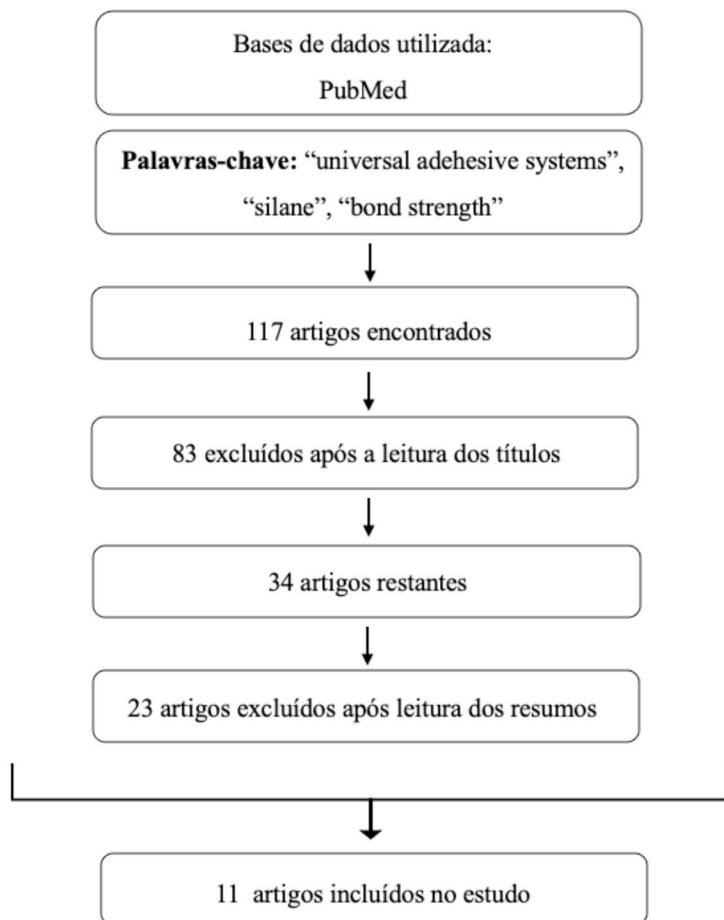 Bases de dados utilizada:
PubMed
Palavras-chave: “universal adehesive systems”,
“silane”, “bond strength”
117 artigos encontrados
83 excluídos após a leitura dos títulos
34 artigos restantes
23 artigos excluídos após leitura dos resumos
11 artigos incluídos no estudo